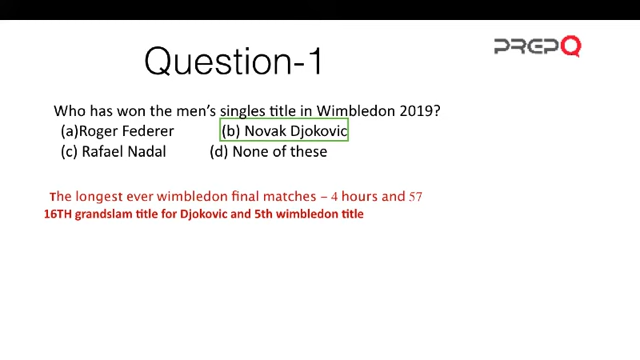 PREPQ
Question-1
Who has won the men's singles title in Wimbledon 2019?
(a)Roger Federer (b) Novak Djokovic
(c) Rafael Nadal (d) None of these
The longest ever wimbledon final matches – 4 hours and 57
16TH grandslam title for Djokovic and 5th wimbledon title